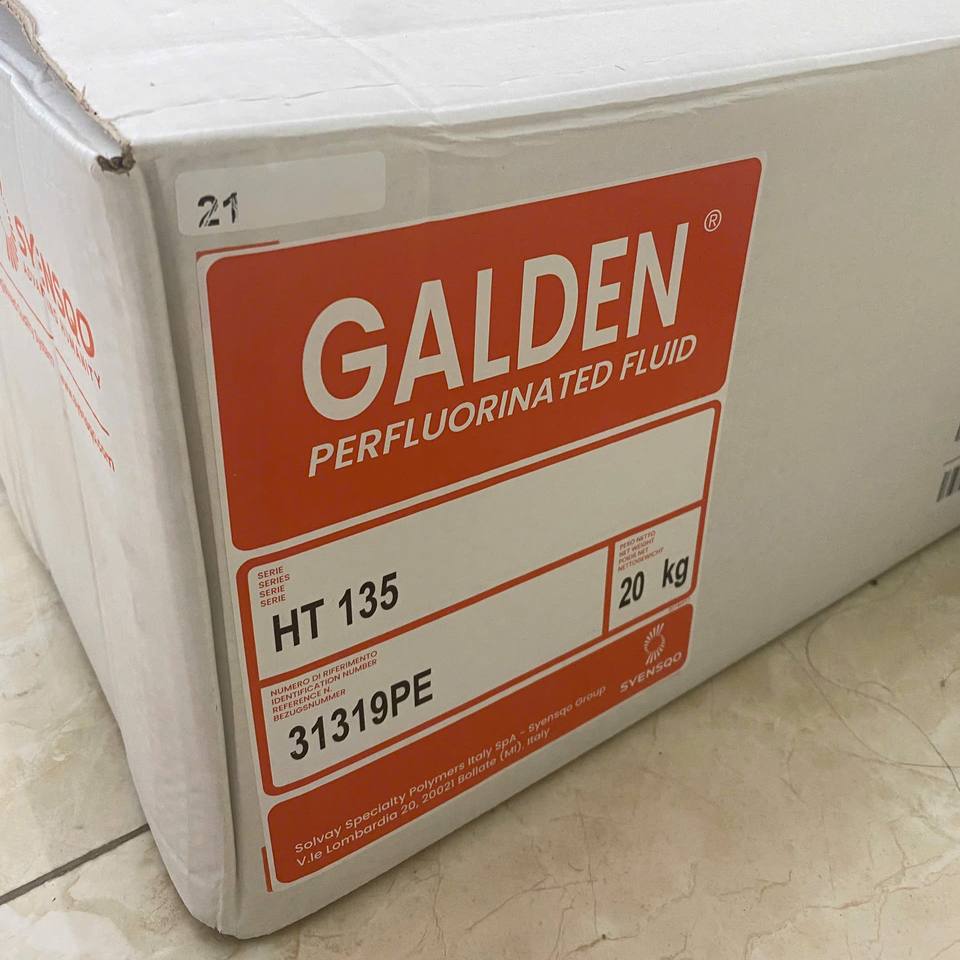 21
GALDEN®
PERFLUORINATED FLUID
SERIE
SERIES
SERIE
SERIE
HT 135
PESO NETTO
NET WEIGHT
POIDS NET
NETTOGEWICHT
20 kg
NUMERO DI RIFERIMENTO
IDENTIFICATION NUMBER
REFERENCE N.
BEZUGSNUMMER
31319PE
SYENSQO
Solvay Specialty Polymers Italy SpA - Syensqo Group
V.le Lombardia 20, 20021 Bollate (MI), Italy
SYENSQO